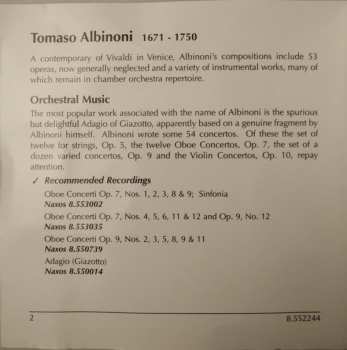 Tomaso Albinoni 1671 - 1750
A contemporary of Vivaldi in Venice, Albinoni's compositions include 53
operas, now generally neglected and a variety of instrumental works, many of
which remain in chamber orchestra repertoire.
Orchestral Music
The most popular work associated with the name of Albinoni is the spurious
but delightful Adagio of Giazotto, apparently based on a genuine fragment by
Albinoni himself. Albinoni wrote some 54 concertos. Of these the set of
twelve for strings, Op. 5, the twelve Oboe Concertos, Op. 7, the set of a
dozen varied concertos, Op. 9 and the Violin Concertos, Op. 10, repay
attention.
✓ Recommended Recordings
Oboe Concerti Op. 7, Nos. 1, 2, 3, 8 & 9; Sinfonia
Naxos 8.553002
Oboe Concerti Op. 7, Nos. 4, 5, 6, 11 & 12 and Op. 9, No. 12
Naxos 8.553035
Oboe Concerti Op. 9, Nos. 2, 3, 5, 8, 9 & 11
Naxos 8.550739
Adagio (Giazotto)
Naxos 8.550014
2 8.552244